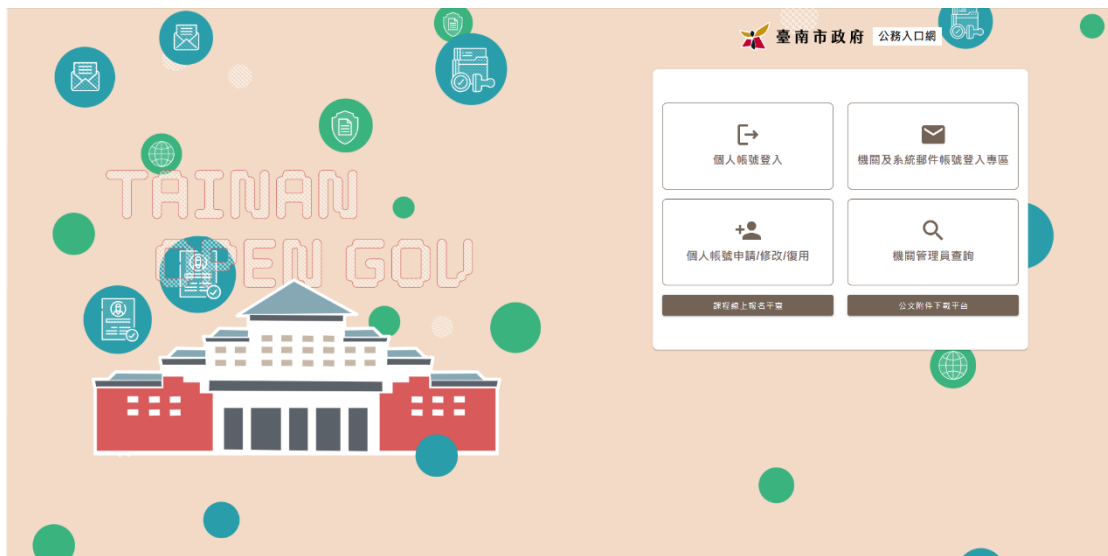 臺南市政府 公務入口網
TAINAN
OPEN GOV
個人帳號登入
機關及系統郵件帳號登入專區
個人帳號申請/修改/復用
機關管理員查詢
課程線上報名平臺
公文附件下載平台